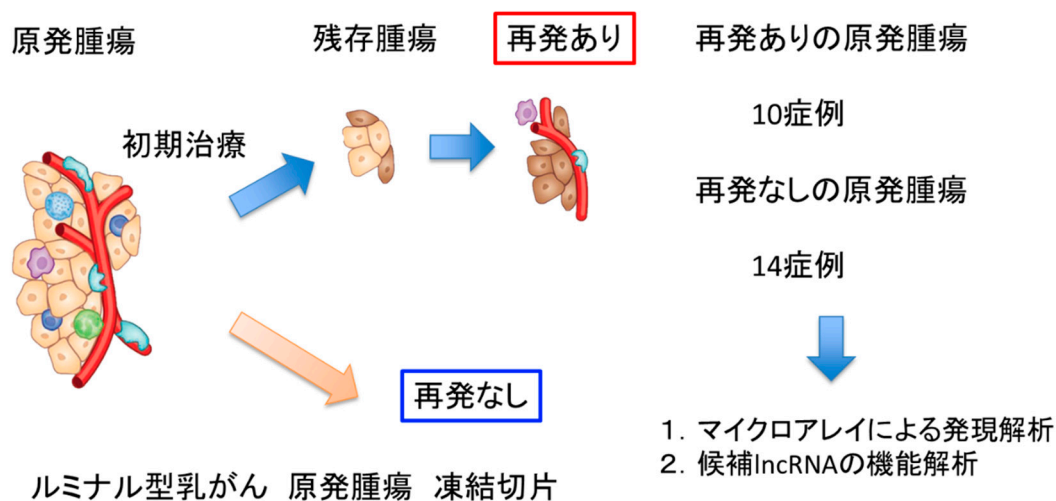 原発腫瘍
残存腫瘍
再発あり
初期治療
再発なし
ルミナル型乳がん 原発腫瘍 凍結切片
再発ありの原発腫瘍
10症例
再発なしの原発腫瘍
14症例
1. マイクロアレイによる発現解析
2. 候補lncRNAの機能解析